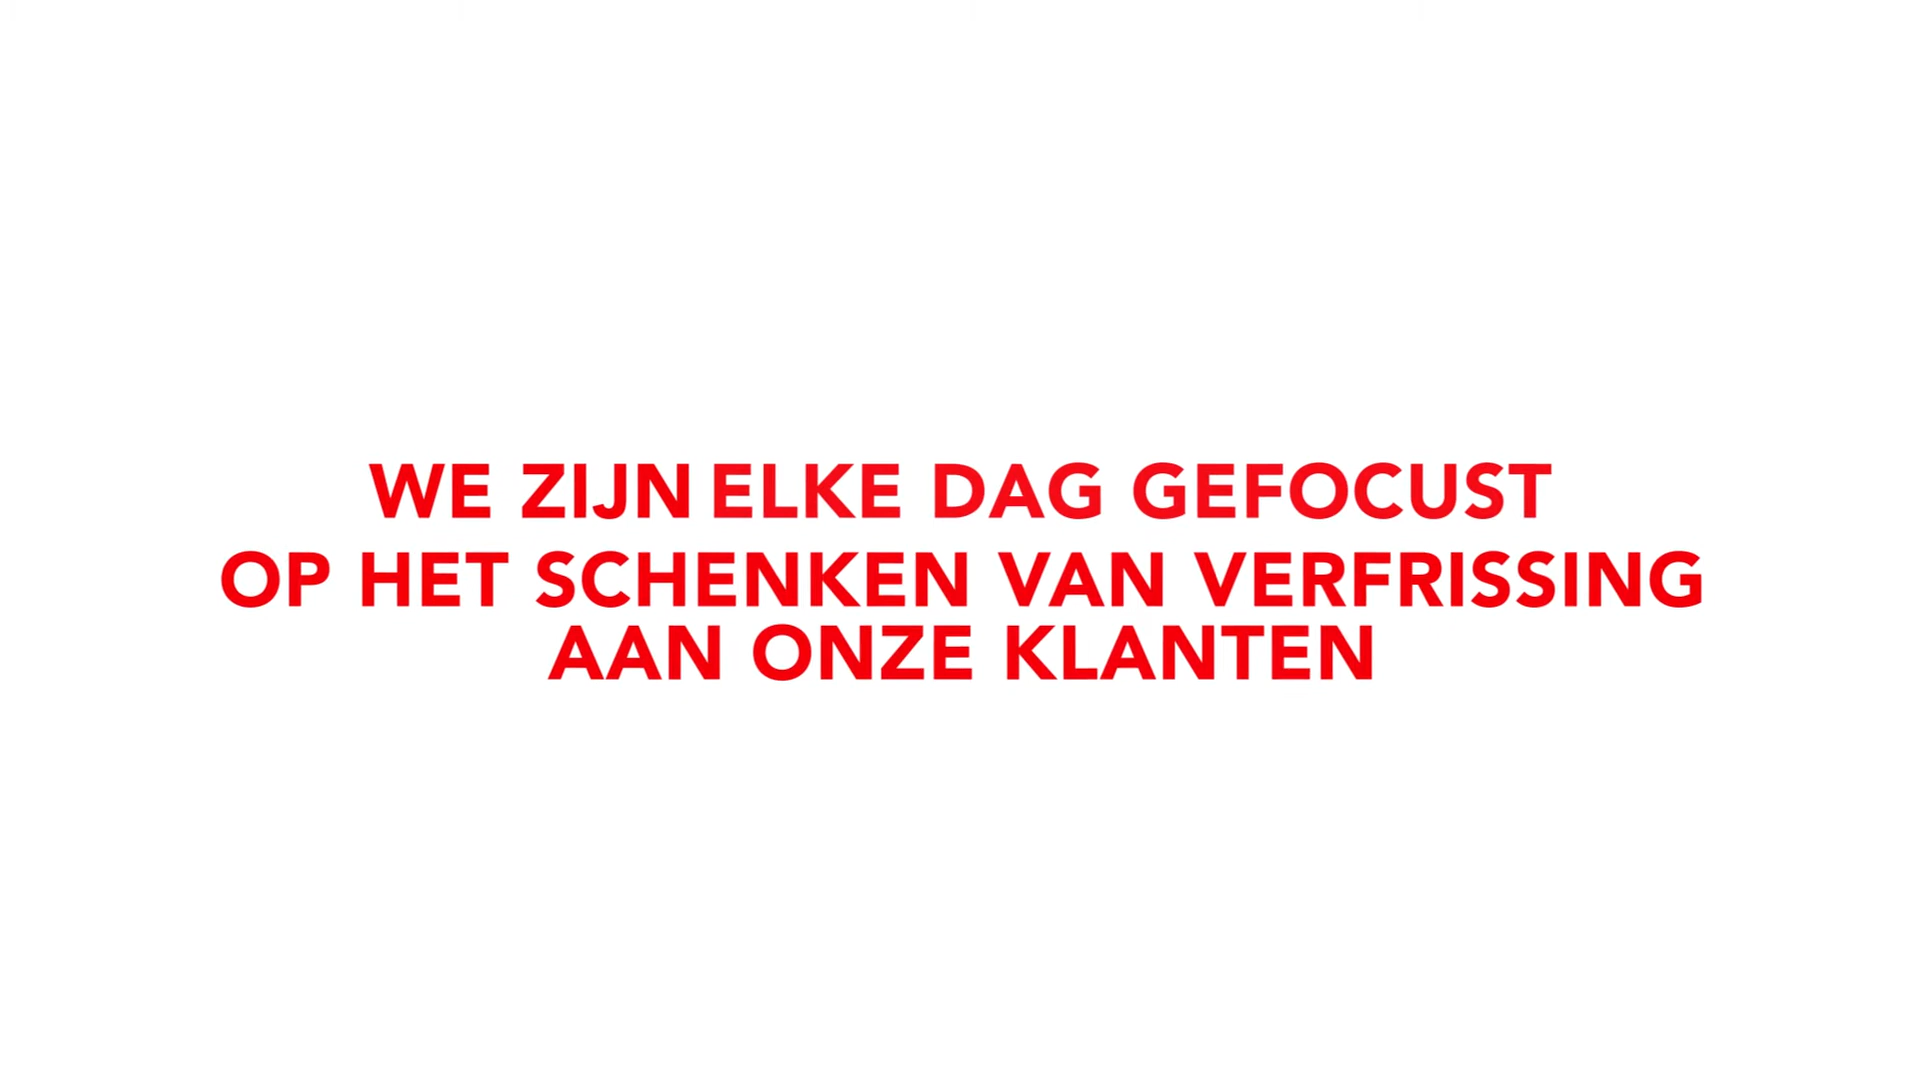 WE ZIJN ELKE DAG GEFOCUST
OP HET SCHENKEN VAN VERFRISSING
AAN ONZE KLANTEN